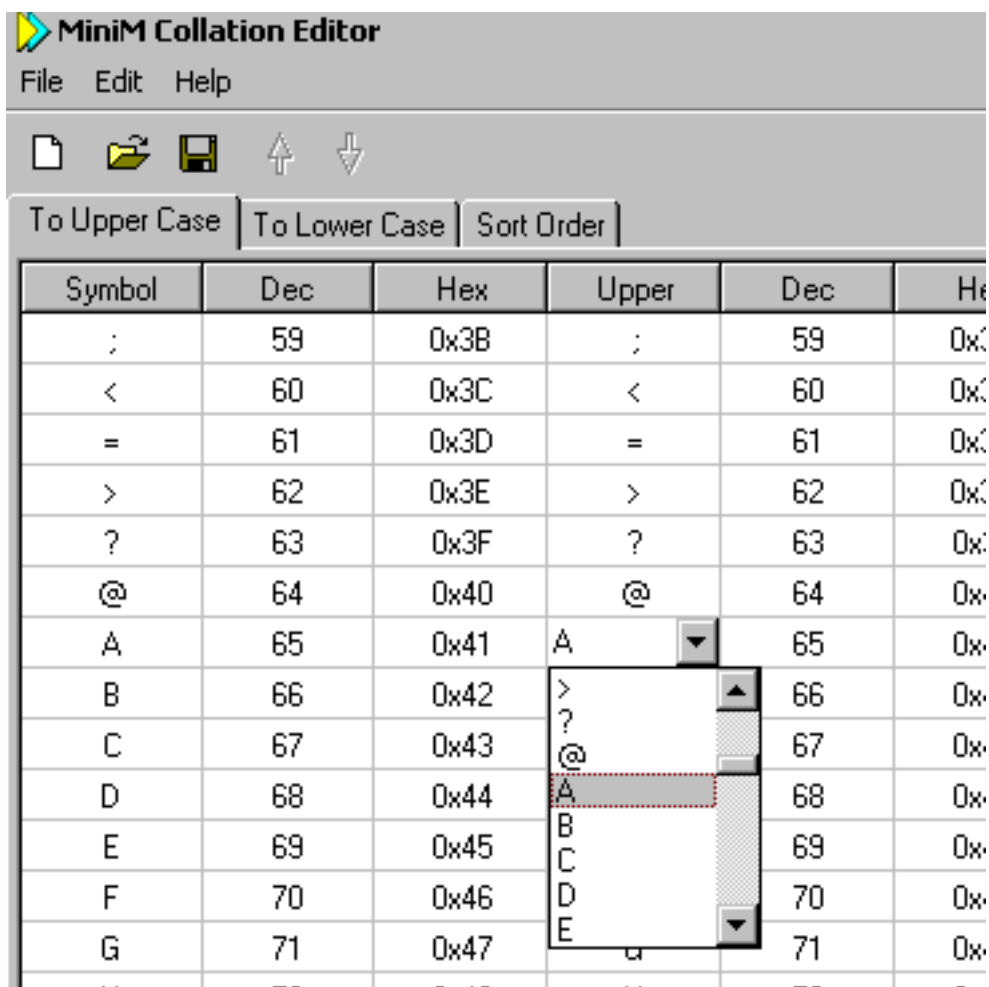 MiniM Collation Editor
File Edit Help
To Upper Case To Lower Case Sort Order
Symbol Dec Hex Upper Dec
; 59 0x3B ; 59
< 60 0x3C < 60
= 61 0x3D = 61
> 62 0x3E > 62
? 63 0x3F ? 63
@ 64 0x40 @ 64
A 65 0x41 A 65
B 66 0x42 66
C 67 0x43 67
D 68 0x44 68
E 69 0x45 69
F 70 0x46 70
G 71 0x47 71
>
?
@
A
B
C
D
E